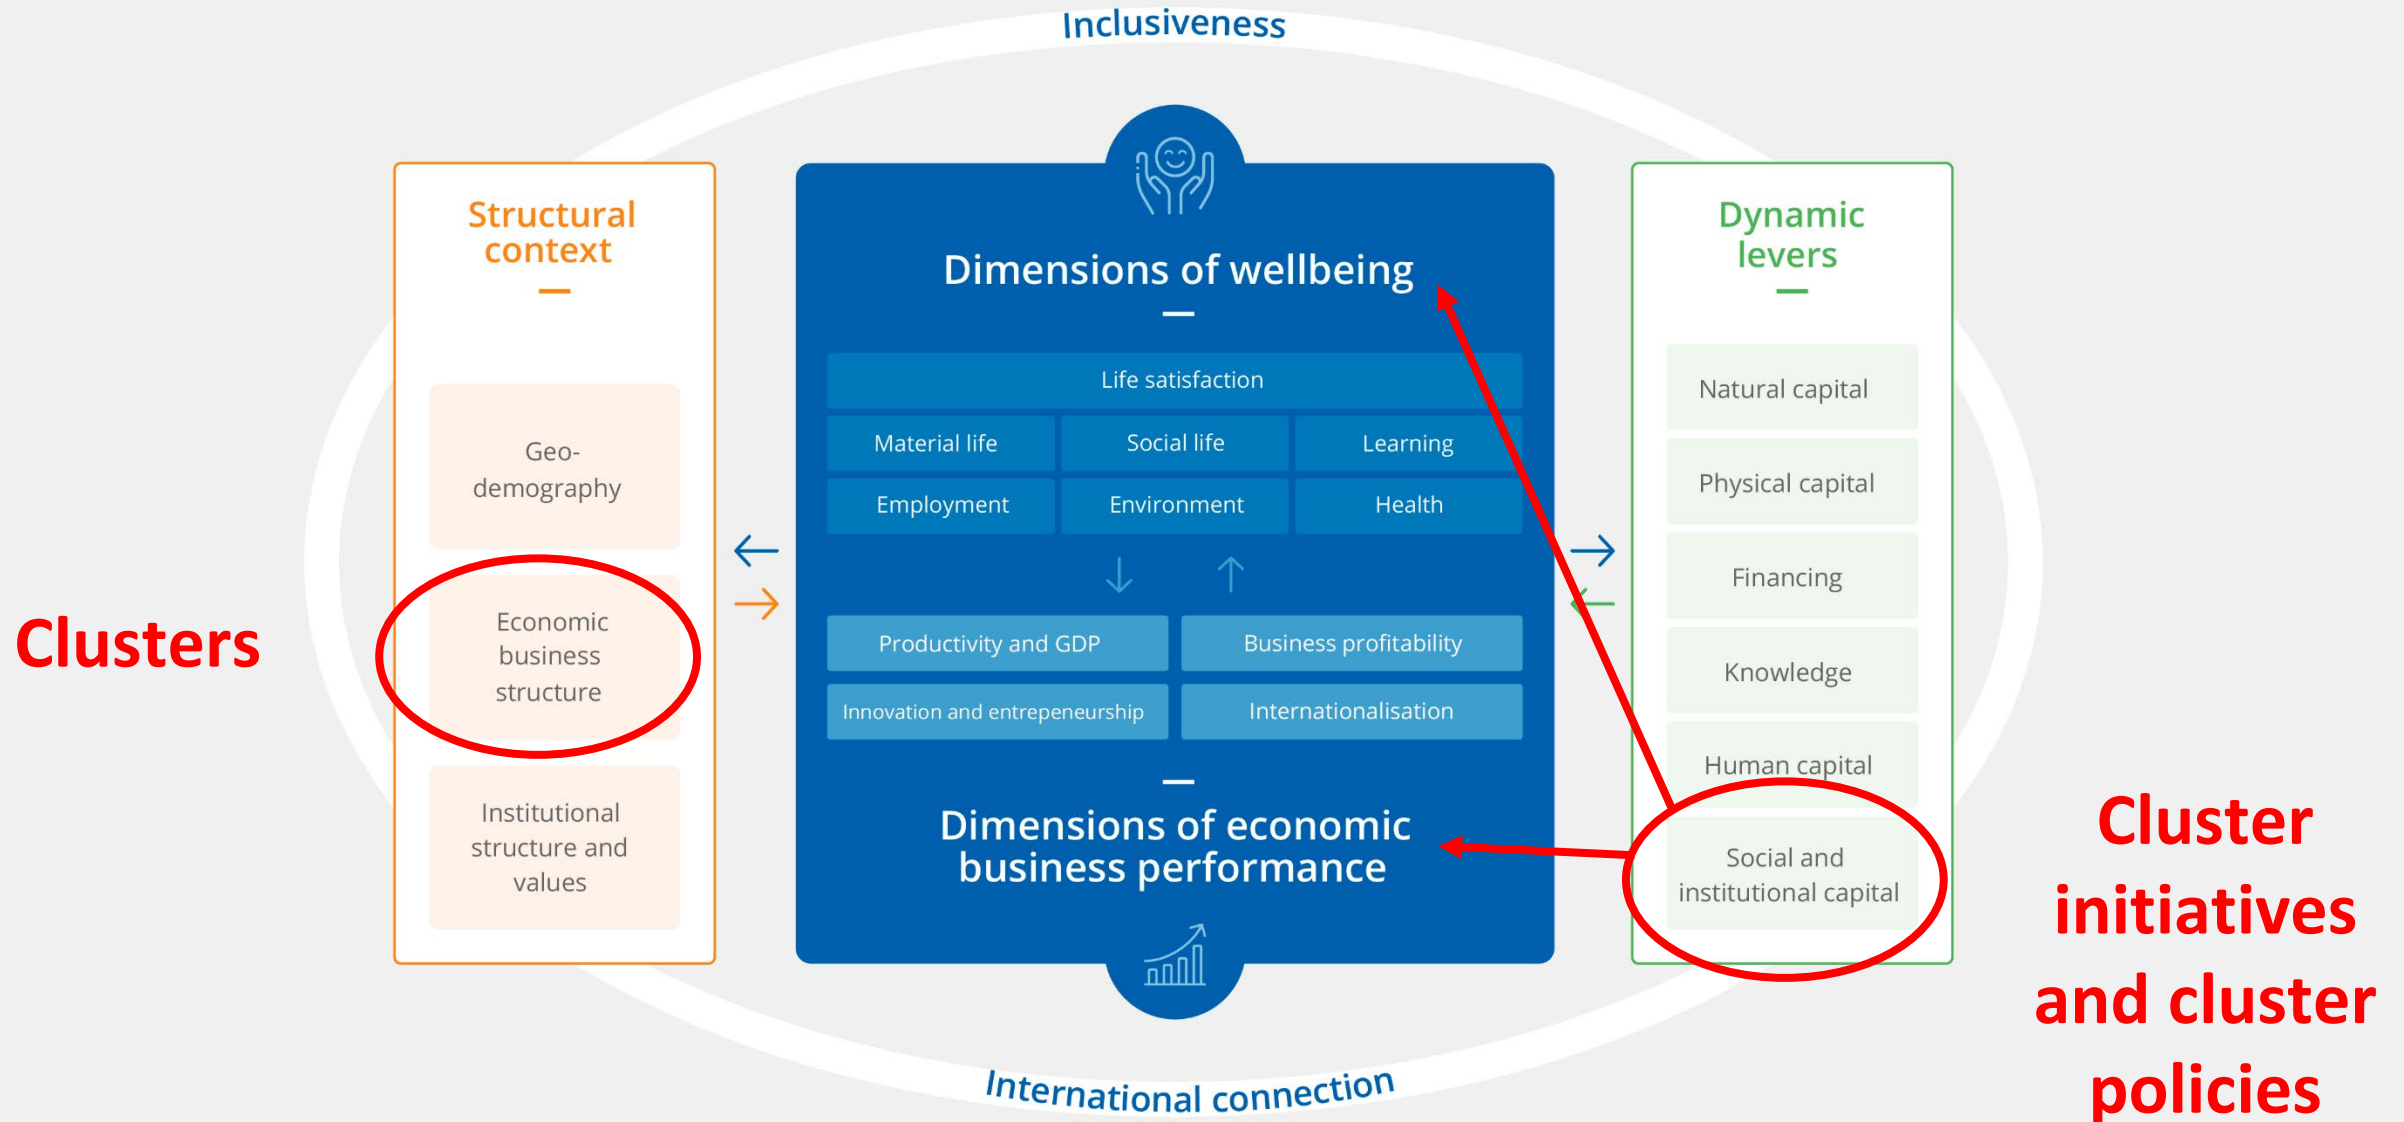 Inclusiveness
Clusters
Structural
context
Geo-
demography
Economic
business
structure
Institutional
structure and
values
Dimensions of wellbeing
Life satisfaction
Material life
Social life
Learning
Employment
Environment
Health
Productivity and GDP
Business profitability
Innovation and entrepeneurship
Internationalisation
Dimensions of economic
business performance
Dynamic
levers
Natural capital
Physical capital
Financing
Knowledge
Human capital
Social and
institutional capital
Cluster
initiatives
and cluster
policies
International connection